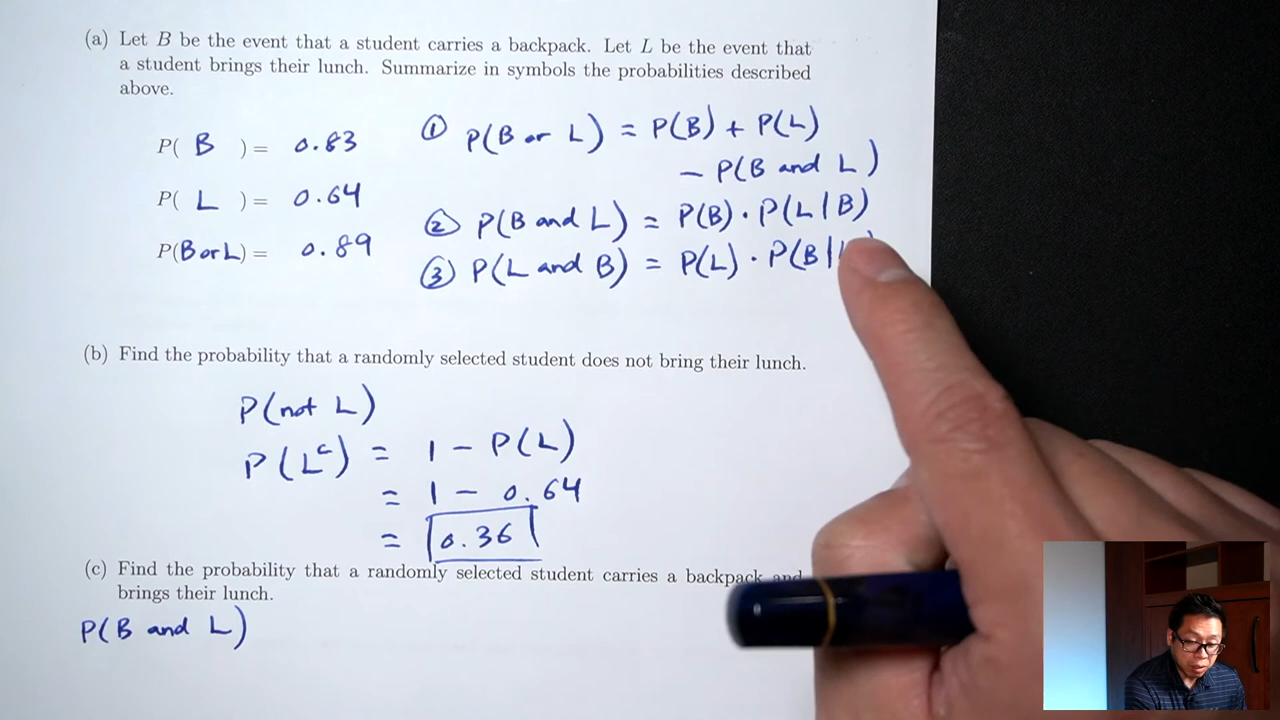 (a) Let B be the event that a student carries a backpack. Let L be the event that
a student brings their lunch. Summarize in symbols the probabilities described
above.
P( B ) = 0.83
P( L ) = 0.64
P(B or L) = 0.89
① P(B or L) = P(B) + P(L)
− P(B and L)
② P(B and L) = P(B) · P(L | B)
③ P(L and B) = P(L) · P(B |
(b) Find the probability that a randomly selected student does not bring their lunch.
P(not L)
P(Lᶜ) = 1 − P(L)
= 1 − 0.64
= 0.36
(c) Find the probability that a randomly selected student carries a backpack and
brings their lunch.
P(B and L)